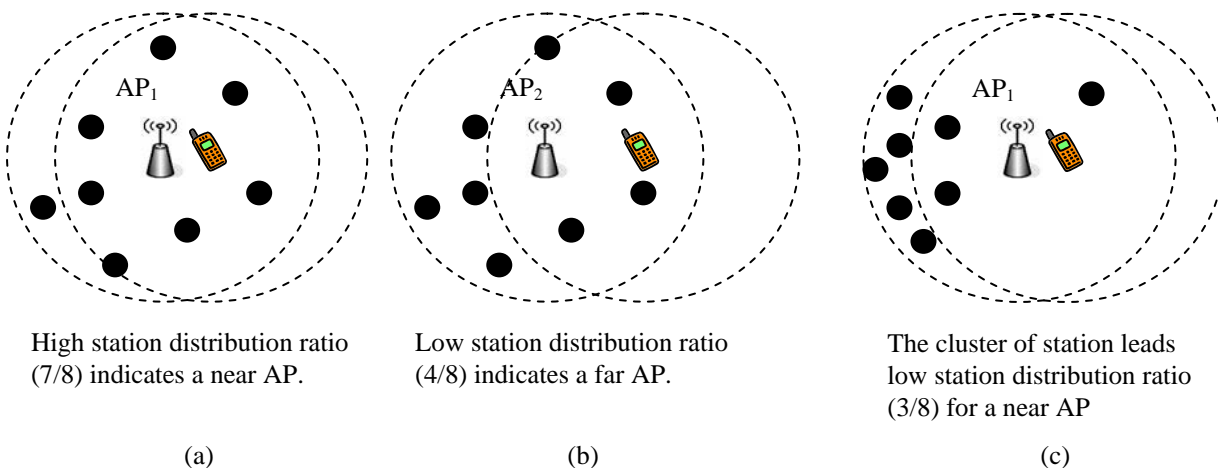 AP1
AP2
AP1
High station distribution ratio
(7/8) indicates a near AP.
Low station distribution ratio
(4/8) indicates a far AP.
The cluster of station leads
low station distribution ratio
(3/8) for a near AP
(a)
(b)
(c)